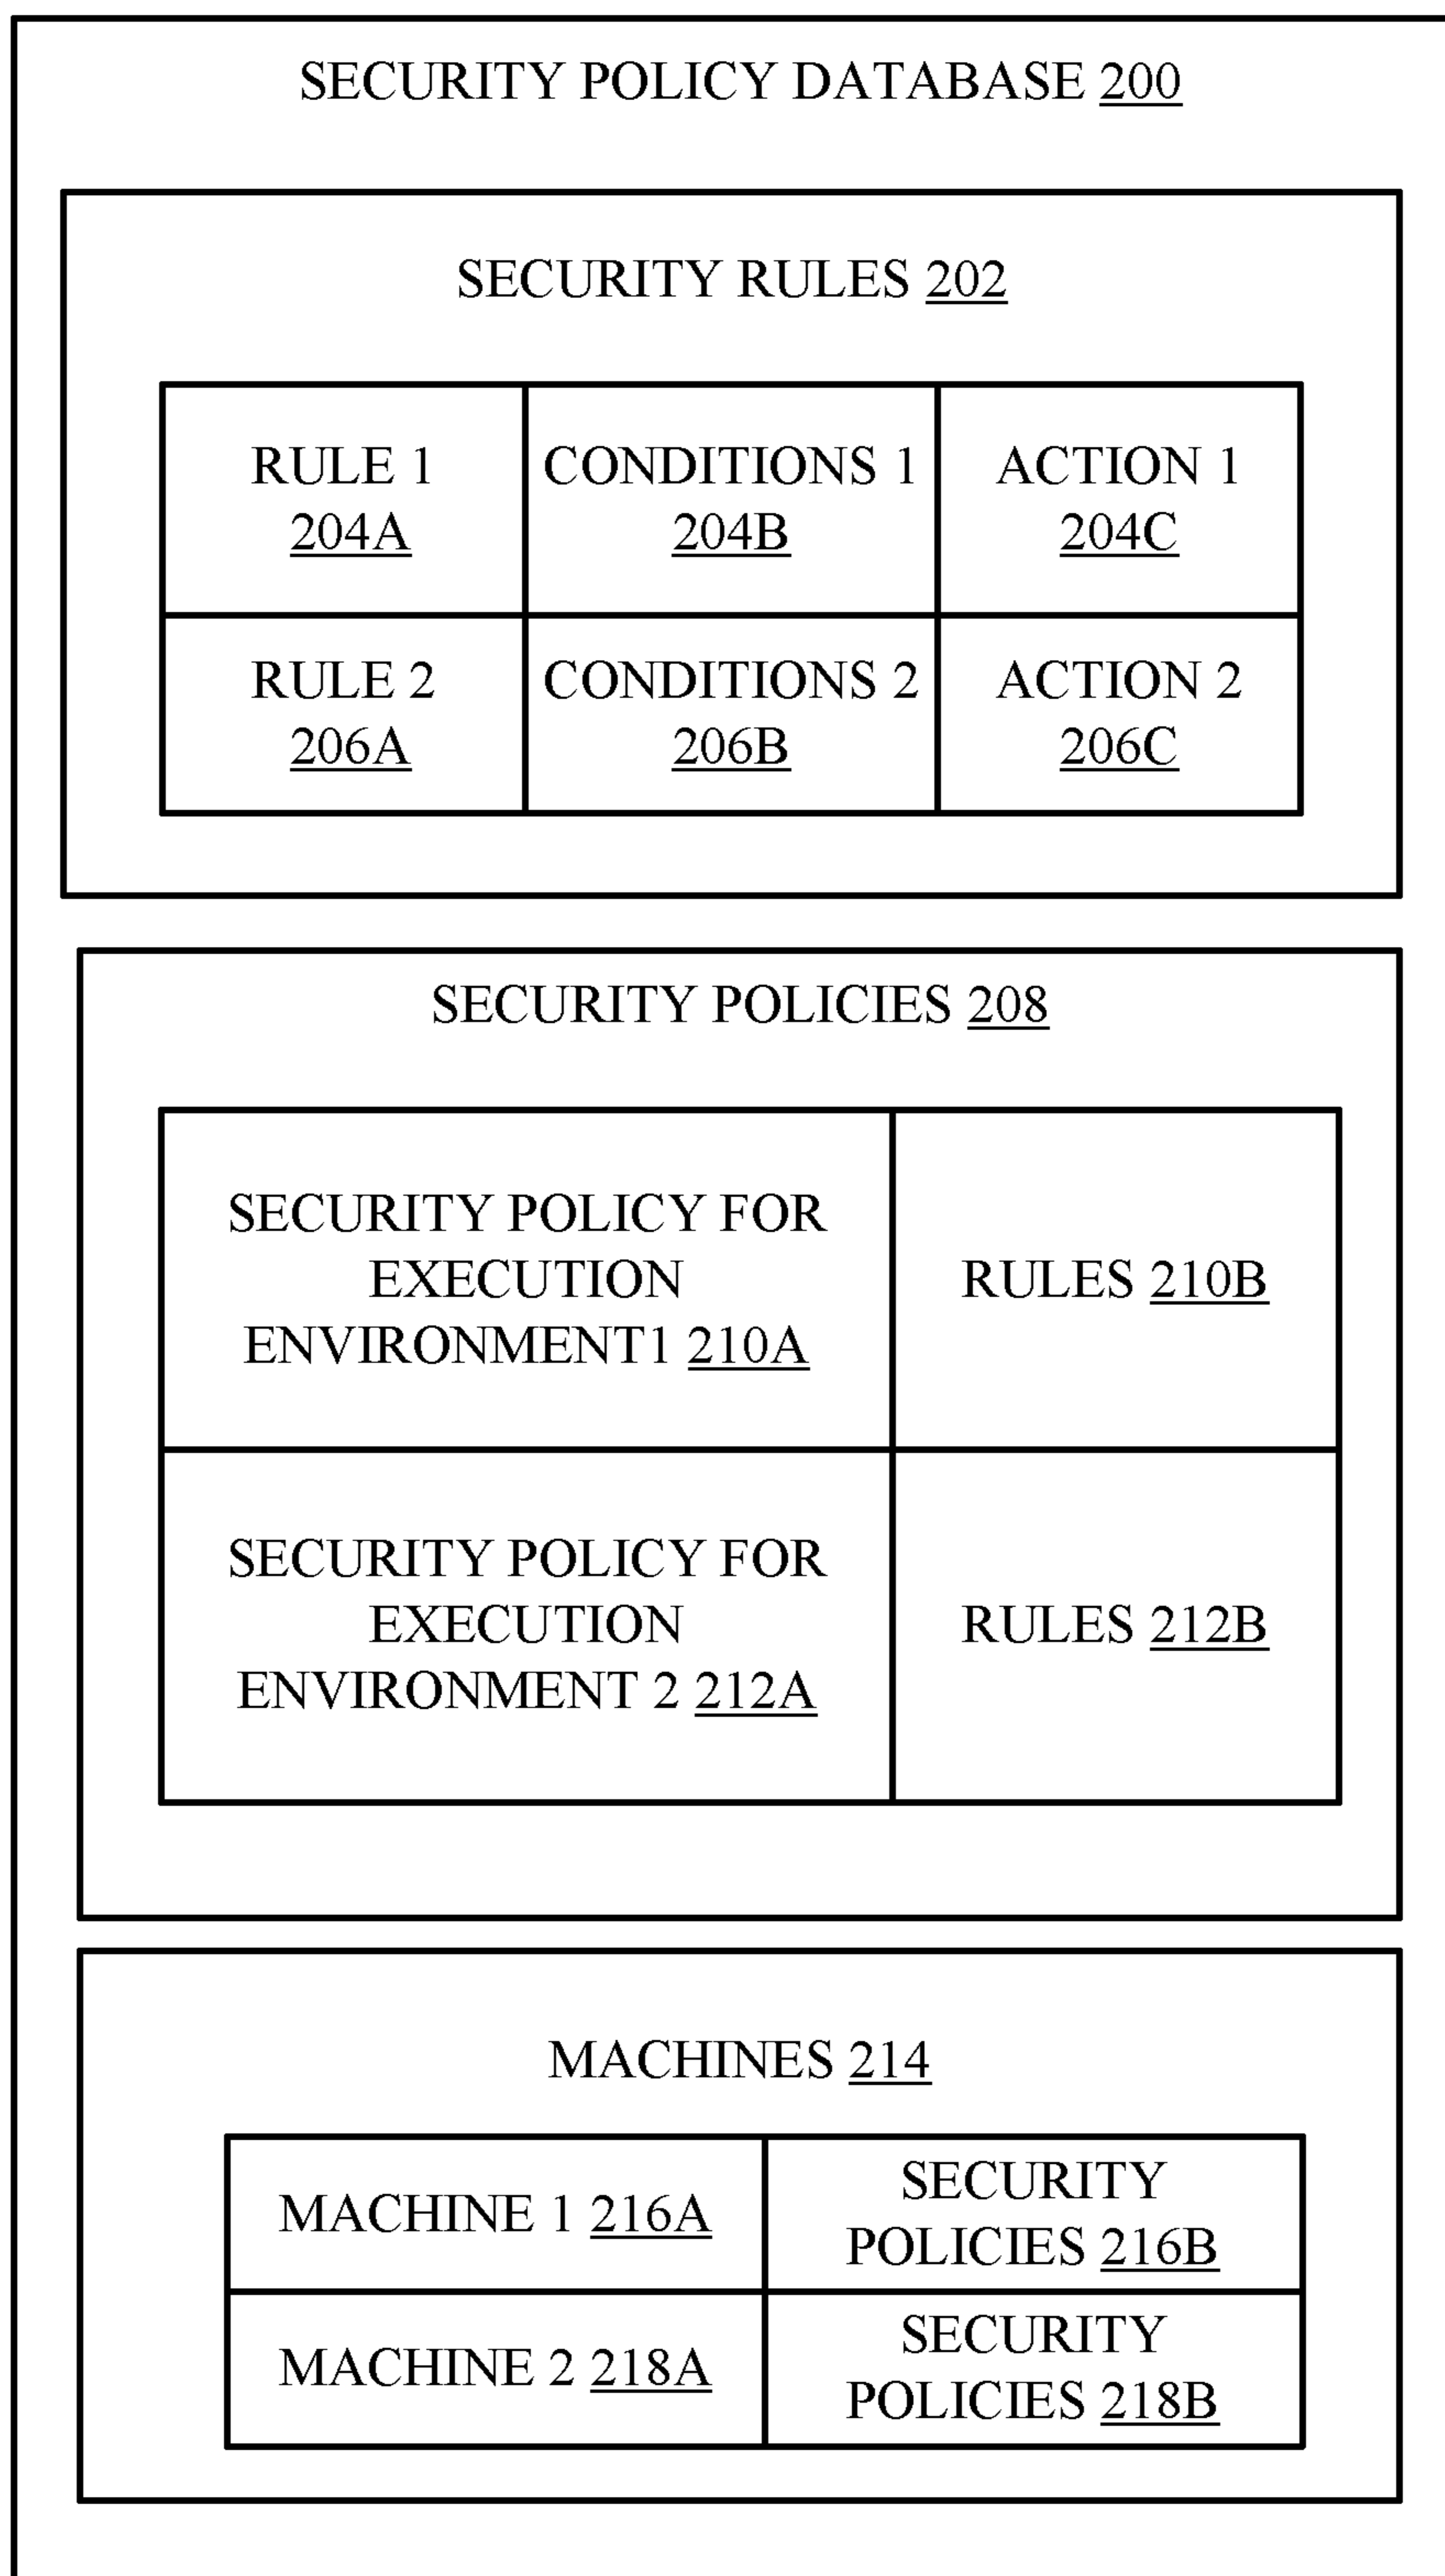 SECURITY POLICY DATABASE 200
SECURITY RULES 202
RULE 1
204A
CONDITIONS 1
204B
ACTION 1
204C
RULE 2
206A
CONDITIONS 2
206B
ACTION 2
206C
SECURITY POLICIES 208
SECURITY POLICY FOR
EXECUTION
ENVIRONMENT1 210A
RULES 210B
SECURITY POLICY FOR
EXECUTION
ENVIRONMENT 2 212A
RULES 212B
MACHINES 214
MACHINE 1 216A
SECURITY
POLICIES 216B
MACHINE 2 218A
SECURITY
POLICIES 218B